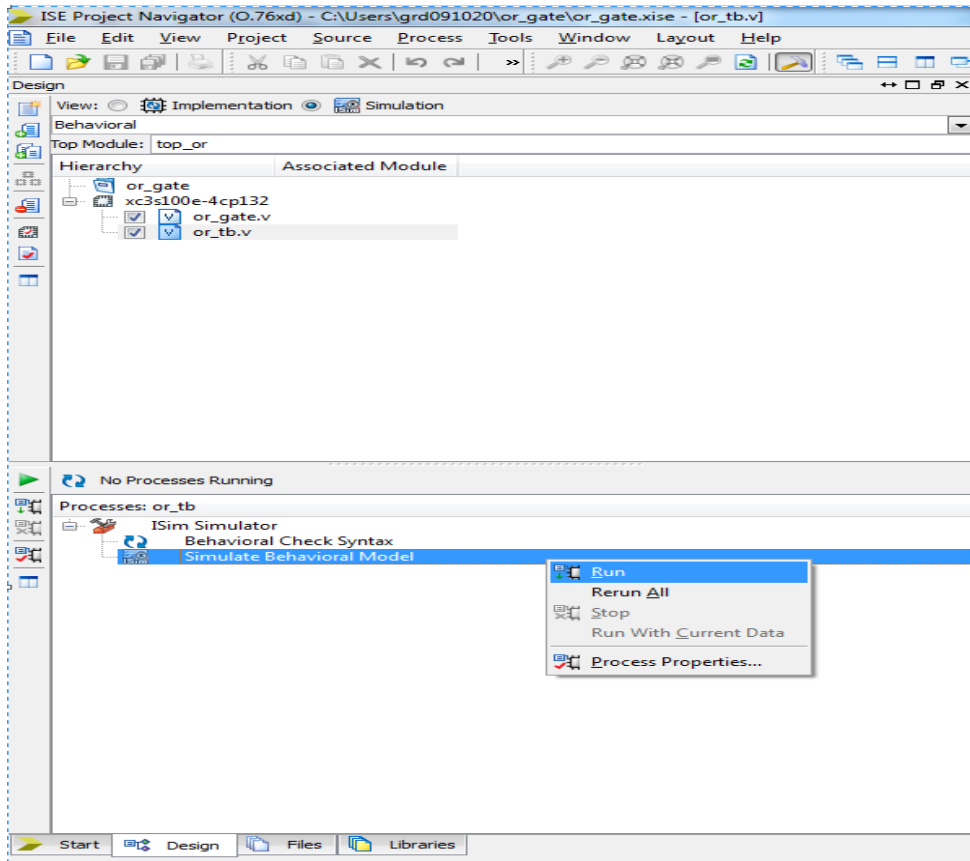 ISE Project Navigator (O.76xd) - C:\Users\grd091020\or_gate\or_gate.xise - [or_tb.v]
File Edit View Project Source Process Tools Window Layout Help
Design
View: Implementation Simulation
Behavioral
Top Module: top_or
Hierarchy Associated Module
or_gate
xc3s100e-4cp132
or_gate.v
or_tb.v
No Processes Running
Processes: or_tb
ISim Simulator
Behavioral Check Syntax
Simulate Behavioral Model
Run
Rerun All
Stop
Run With Current Data
Process Properties...
Start Design Files Libraries